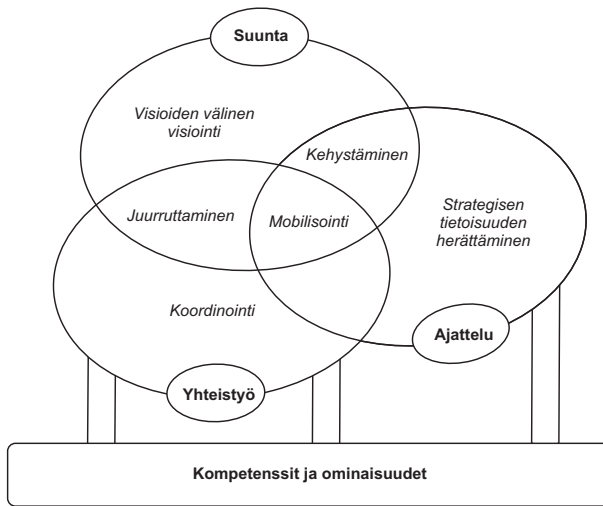 Suunta
Visioiden välinen
visiointi
Kehystäminen
Juurruttaminen
Mobilisointi
Strategisen
tietoisuuden
herättäminen
Koordinointi
Ajattelu
Yhteistyö
Kompetenssit ja ominaisuudet